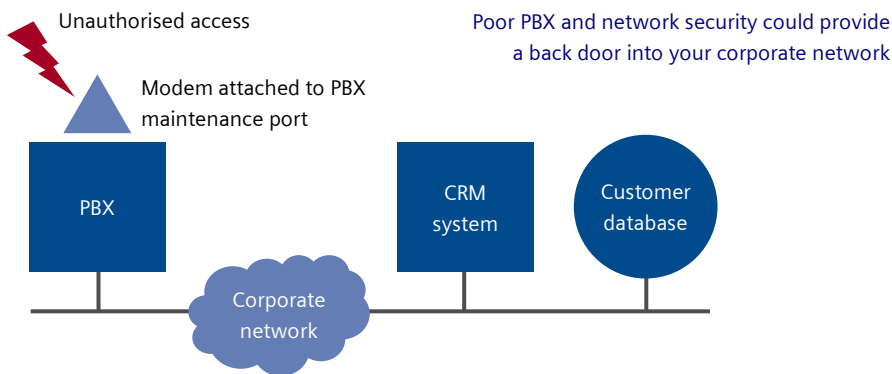 Unauthorised access
Poor PBX and network security could provide
a back door into your corporate network
Modem attached to PBX
maintenance port
PBX
CRM
system
Customer
database
Corporate
network